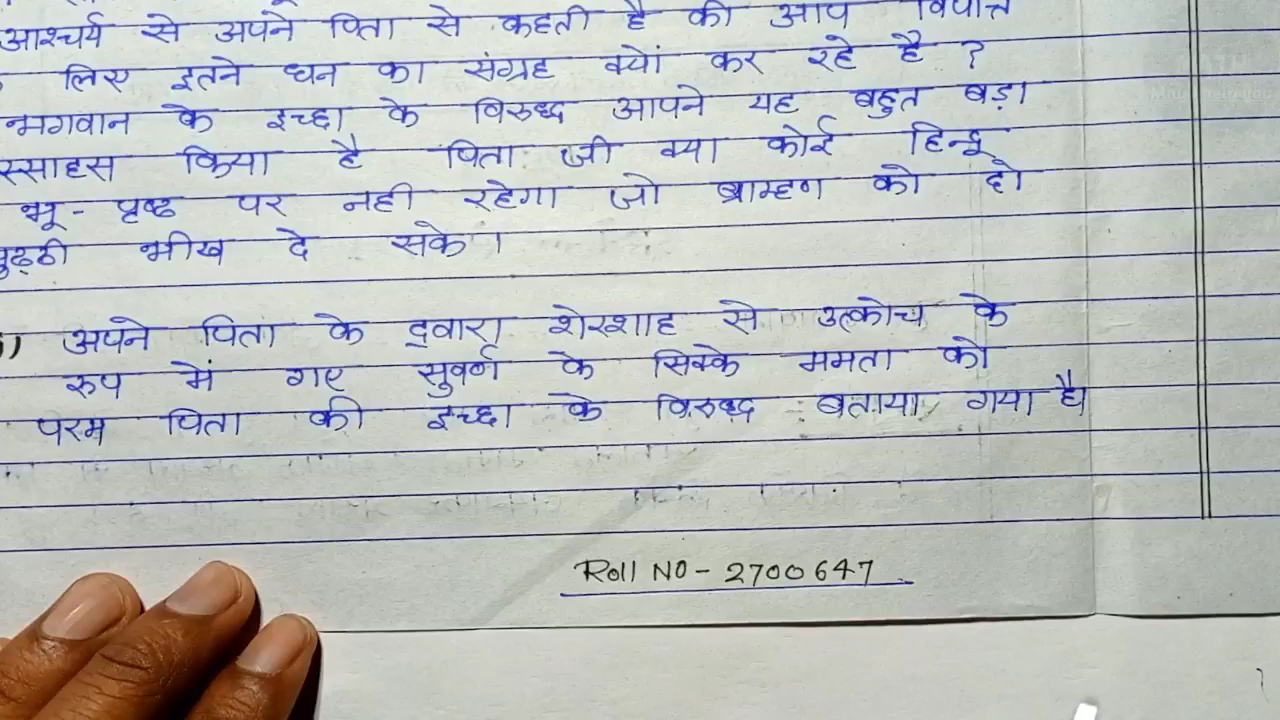 आश्चर्य से अपने पिता से कहती है की आप विपत्ति
लिए इतने धन का संग्रह क्यों कर रहे है ?
भगवान के इच्छा के विरुध्द आपने यह बहुत बड़ा
स्साहस किया है पिता जी क्या कोई हिन्दू
भू - पृष्ठ पर नही रहेगा जो ब्राम्हण को दो
मुठ्ठी भीख दे सके ।
अपने पिता के द्वारा शेरशाह से उत्कोच के
रुप में गए सुवर्ण के सिक्के ममता को
परम पिता की इच्छा के विरुध्द बताया गया है।
Roll NO - 2700647